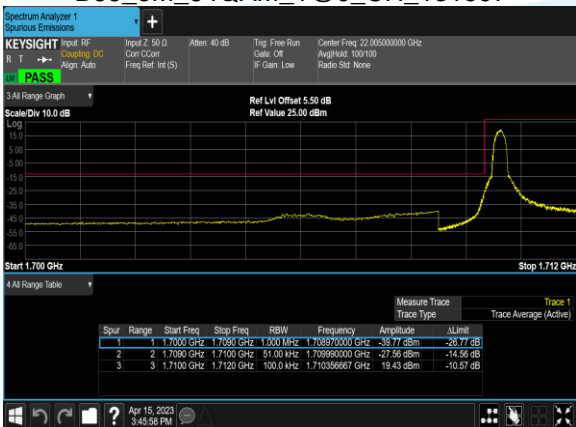 Spectrum Analyzer 1
Spurious Emissions
+
KEYSIGHT Input: RF Input Z: 50 Ω Atten: 40 dB Trig: Free Run Center Freq: 22.005000000 GHz
R T Coupling: DC Corr CCorr Gate: Off Avg|Hold: 100/100
Align: Auto Freq Ref: Int (S) IF Gain: Low Radio Std: None
LW PASS
3 All Range Graph
Ref Lvl Offset 5.50 dB
Scale/Div 10.0 dB Ref Value 25.00 dBm
Log
15.0
5.00
-5.00
-15.0
-25.0
-35.0
-45.0
-55.0
-65.0
Start 1.700 GHz Stop 1.712 GHz
4 All Range Table
Measure Trace Trace 1
Trace Type Trace Average (Active)
Spur Range Start Freq Stop Freq RBW Frequency Amplitude ΔLimit
1 1 1.7000 GHz 1.7090 GHz 1.000 MHz 1.708970000 GHz -39.77 dBm -26.77 dB
2 2 1.7090 GHz 1.7100 GHz 51.00 kHz 1.709990000 GHz -27.56 dBm -14.56 dB
3 3 1.7100 GHz 1.7120 GHz 100.0 kHz 1.710356667 GHz 19.43 dBm -10.57 dB
? Apr 15, 2023
3:45:58 PM